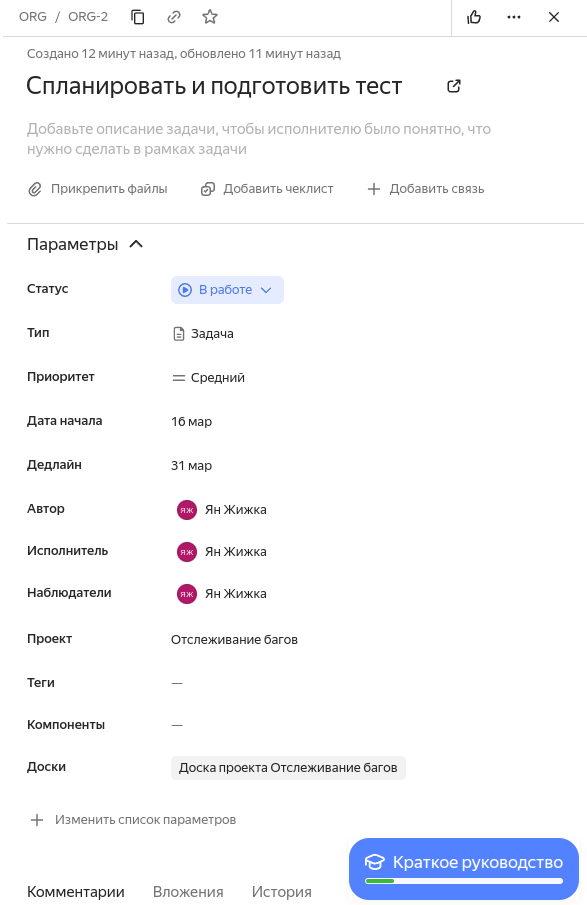 ORG / ORG-2
Создано 12 минут назад, обновлено 11 минут назад
Спланировать и подготовить тест
Добавьте описание задачи, чтобы исполнителю было понятно, что
нужно сделать в рамках задачи
Прикрепить файлы Добавить чеклист Добавить связь
Параметры
Статус В работе
Тип Задача
Приоритет Средний
Дата начала 16 мар
Дедлайн 31 мар
Автор ЯЖ Ян Жижка
Исполнитель ЯЖ Ян Жижка
Наблюдатели ЯЖ Ян Жижка
Проект Отслеживание багов
Теги —
Компоненты —
Доски Доска проекта Отслеживание багов
Изменить список параметров
Краткое руководство
Комментарии Вложения История